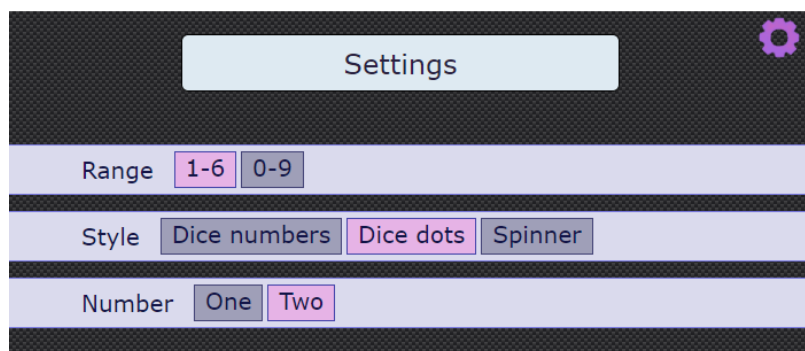 Settings
Range 1-6 0-9
Style Dice numbers Dice dots Spinner
Number One Two